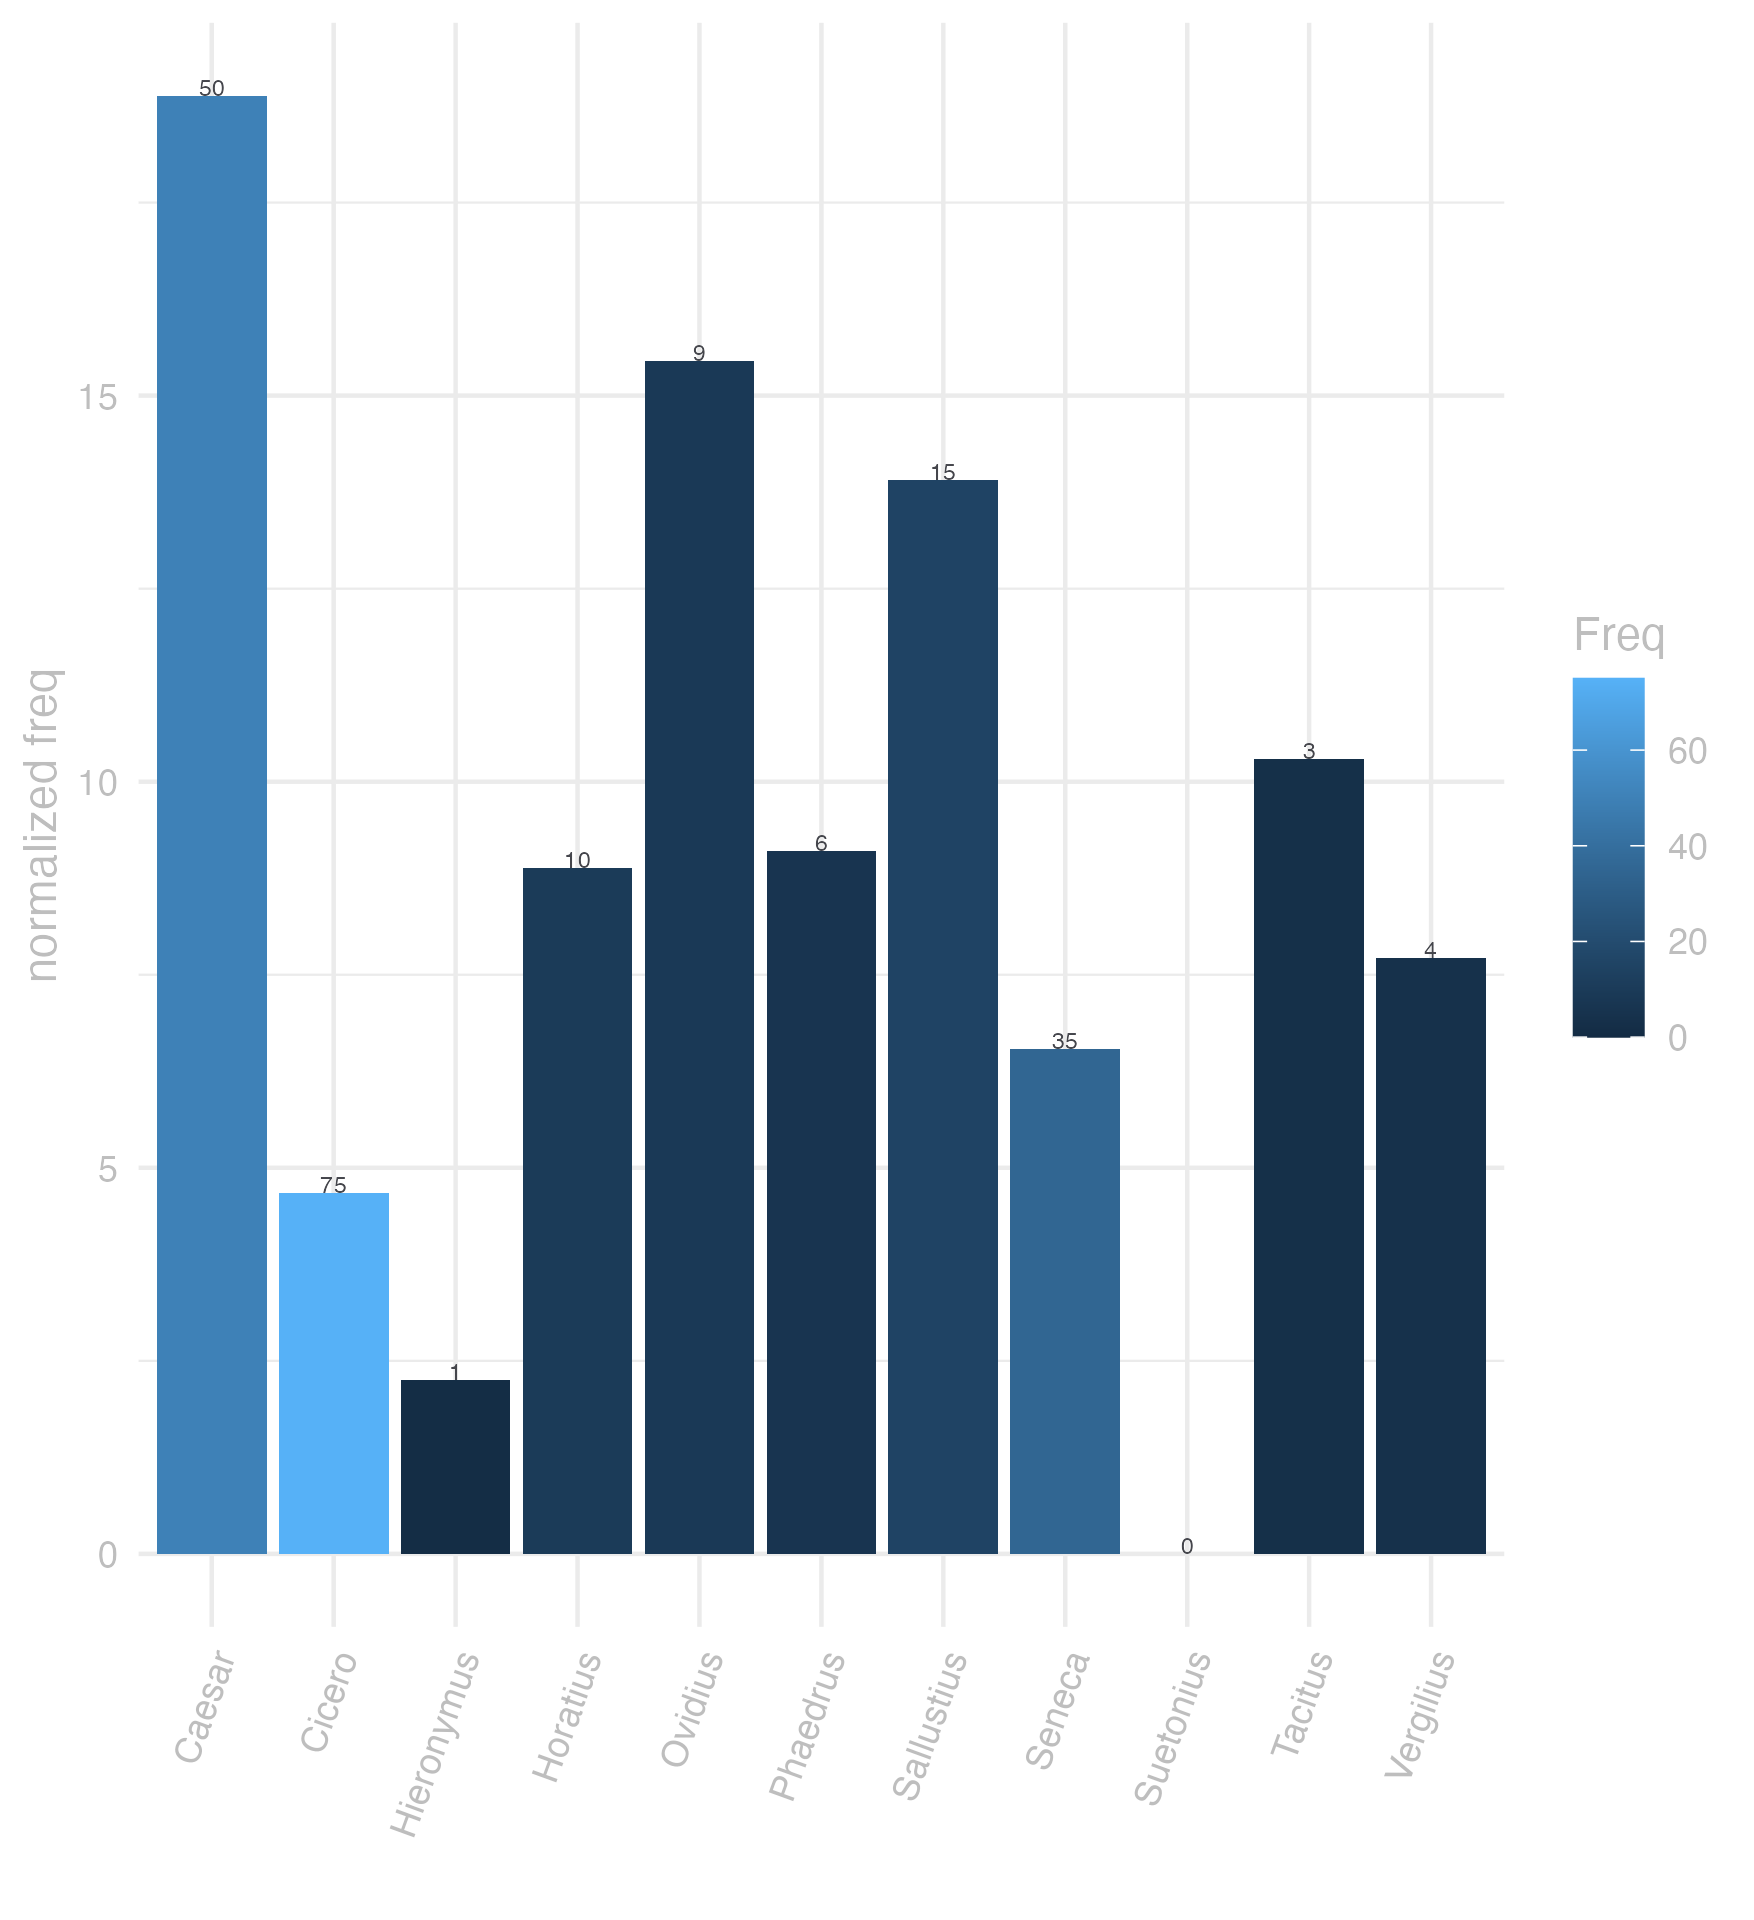 50
9
15
15
3
10
6
10
4
35
5
75
1
0
0
normalized freq
Caesar
Cicero
Hieronymus
Horatius
Ovidius
Phaedrus
Sallustius
Seneca
Suetonius
Tacitus
Vergilius
Freq
60
40
20
0